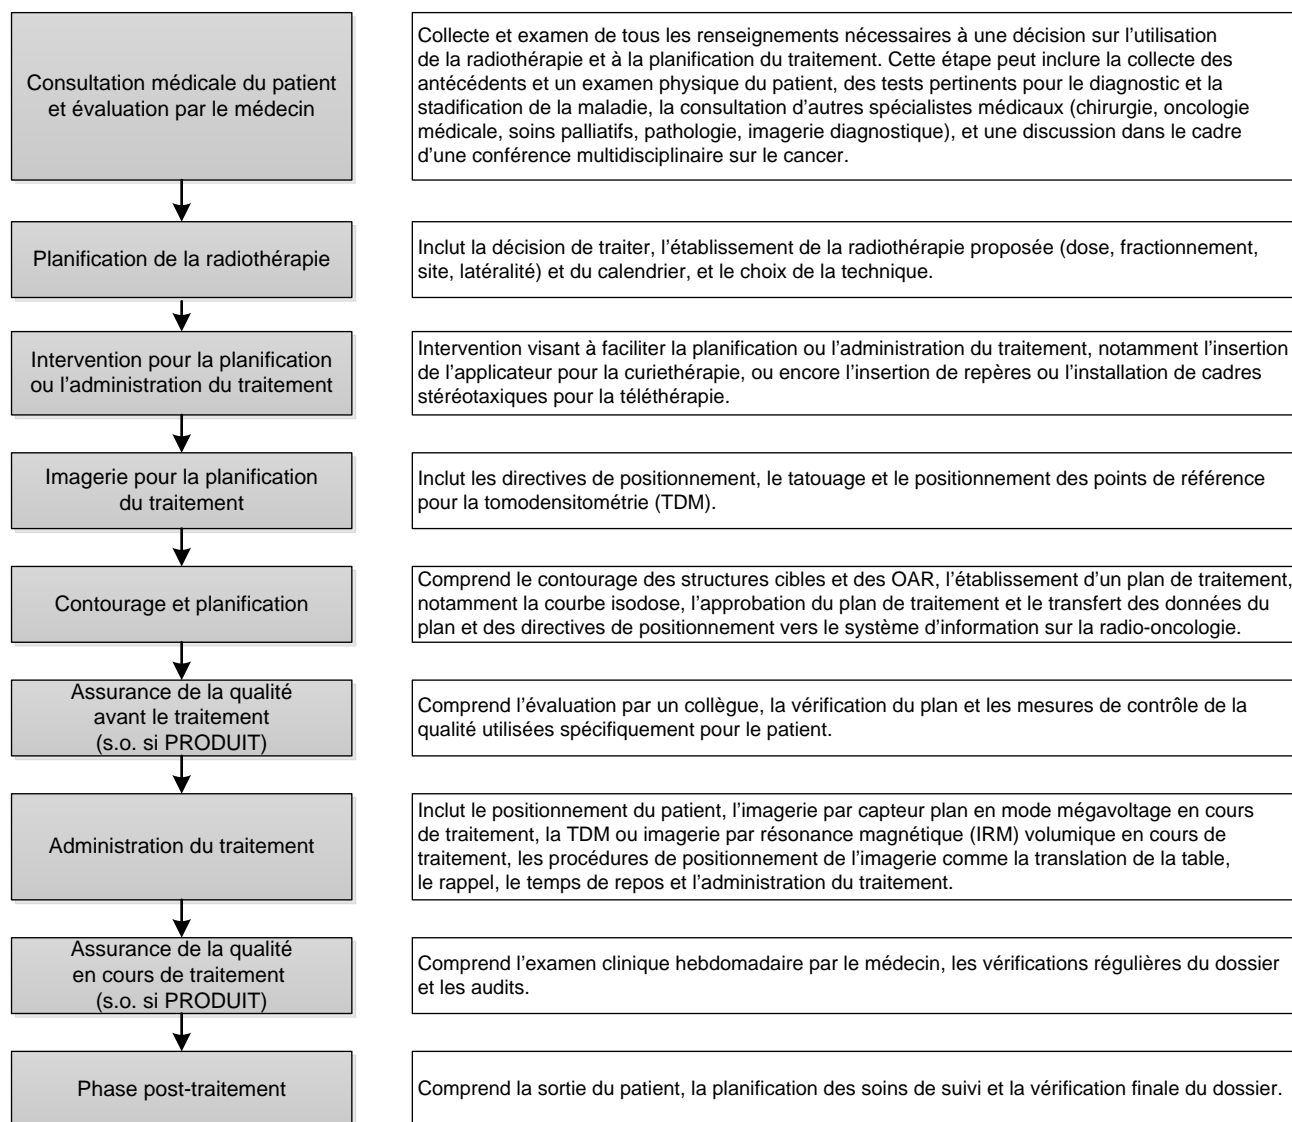 Consultation médicale du patient
et évaluation par le médecin
Collecte et examen de tous les renseignements nécessaires à une décision sur l’utilisation
de la radiothérapie et à la planification du traitement. Cette étape peut inclure la collecte des
antécédents et un examen physique du patient, des tests pertinents pour le diagnostic et la
stadification de la maladie, la consultation d’autres spécialistes médicaux (chirurgie, oncologie
médicale, soins palliatifs, pathologie, imagerie diagnostique), et une discussion dans le cadre
d’une conférence multidisciplinaire sur le cancer.
Planification de la radiothérapie
Inclut la décision de traiter, l’établissement de la radiothérapie proposée (dose, fractionnement,
site, latéralité) et du calendrier, et le choix de la technique.
Intervention pour la planification
ou l’administration du traitement
Intervention visant à faciliter la planification ou l’administration du traitement, notamment l’insertion
de l’applicateur pour la curiethérapie, ou encore l’insertion de repères ou l’installation de cadres
stéréotaxiques pour la téléthérapie.
Imagerie pour la planification
du traitement
Inclut les directives de positionnement, le tatouage et le positionnement des points de référence
pour la tomodensitométrie (TDM).
Contourage et planification
Comprend le contourage des structures cibles et des OAR, l’établissement d’un plan de traitement,
notamment la courbe isodose, l’approbation du plan de traitement et le transfert des données du
plan et des directives de positionnement vers le système d’information sur la radio-oncologie.
Assurance de la qualité
avant le traitement
(s.o. si PRODUIT)
Comprend l’évaluation par un collègue, la vérification du plan et les mesures de contrôle de la
qualité utilisées spécifiquement pour le patient.
Administration du traitement
Inclut le positionnement du patient, l’imagerie par capteur plan en mode mégavoltage en cours
de traitement, la TDM ou imagerie par résonance magnétique (IRM) volumique en cours de
traitement, les procédures de positionnement de l’imagerie comme la translation de la table,
le rappel, le temps de repos et l’administration du traitement.
Assurance de la qualité
en cours de traitement
(s.o. si PRODUIT)
Comprend l’examen clinique hebdomadaire par le médecin, les vérifications régulières du dossier
et les audits.
Phase post-traitement
Comprend la sortie du patient, la planification des soins de suivi et la vérification finale du dossier.